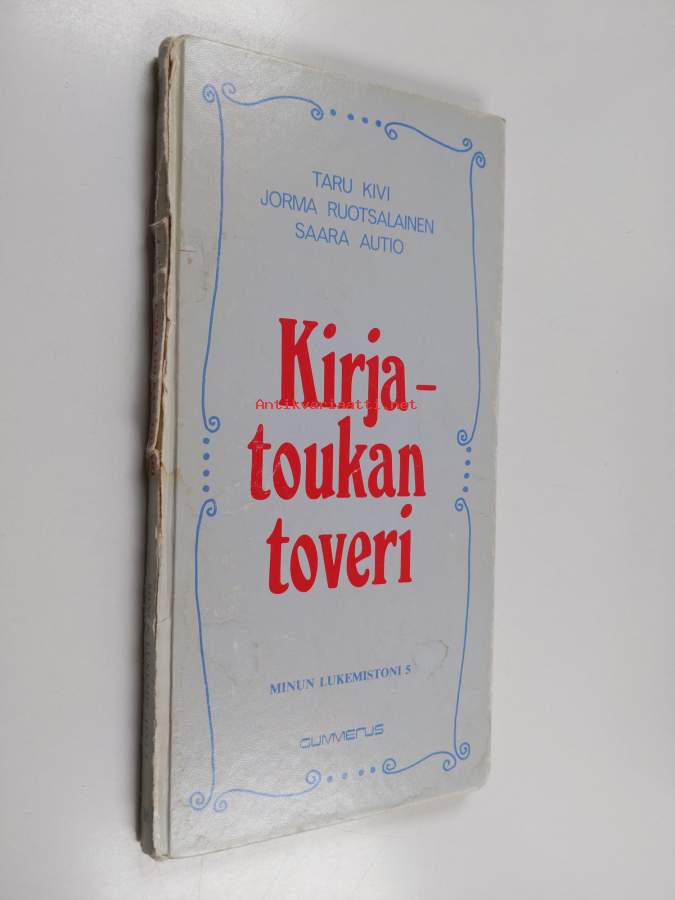 TARU KIVI
JORMA RUOTSALAINEN
SAARA AUTIO
Kirja-
Antikvariaatti.net
toukan
toveri
MINUN LUKEMISTONI 5
GUMMERUS